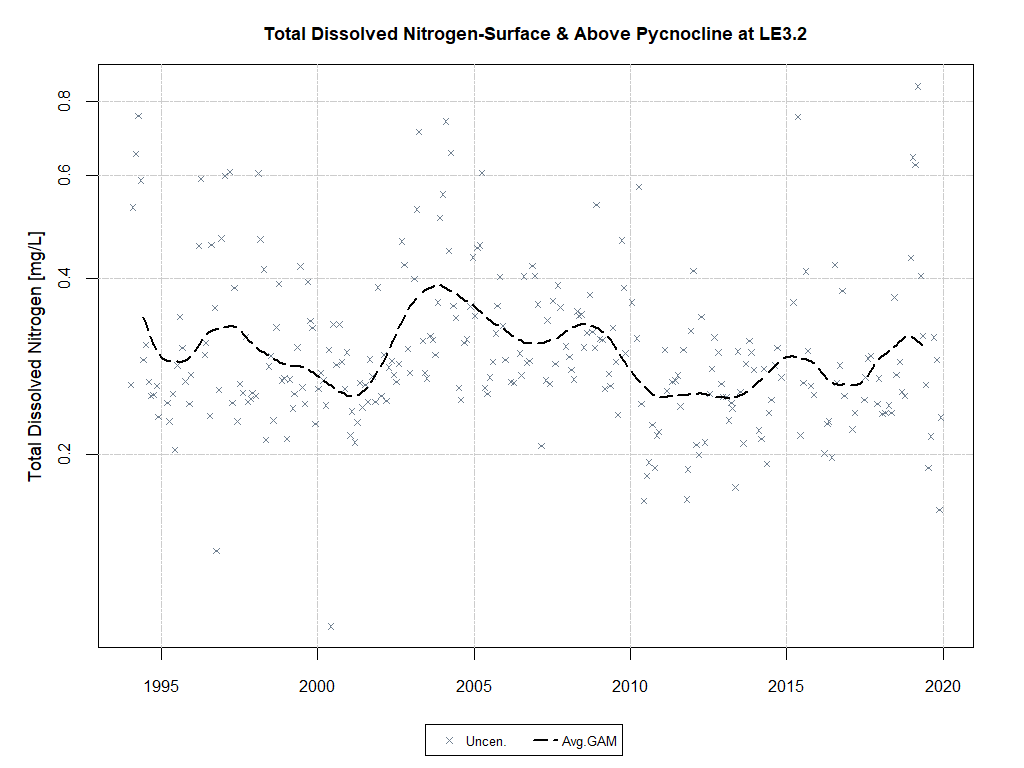 Total Dissolved Nitrogen-Surface & Above Pycnocline at LE3.2
Total Dissolved Nitrogen [mg/L]
0.8
0.6
0.4
0.2
1995 2000 2005 2010 2015 2020
Uncen. Avg.GAM